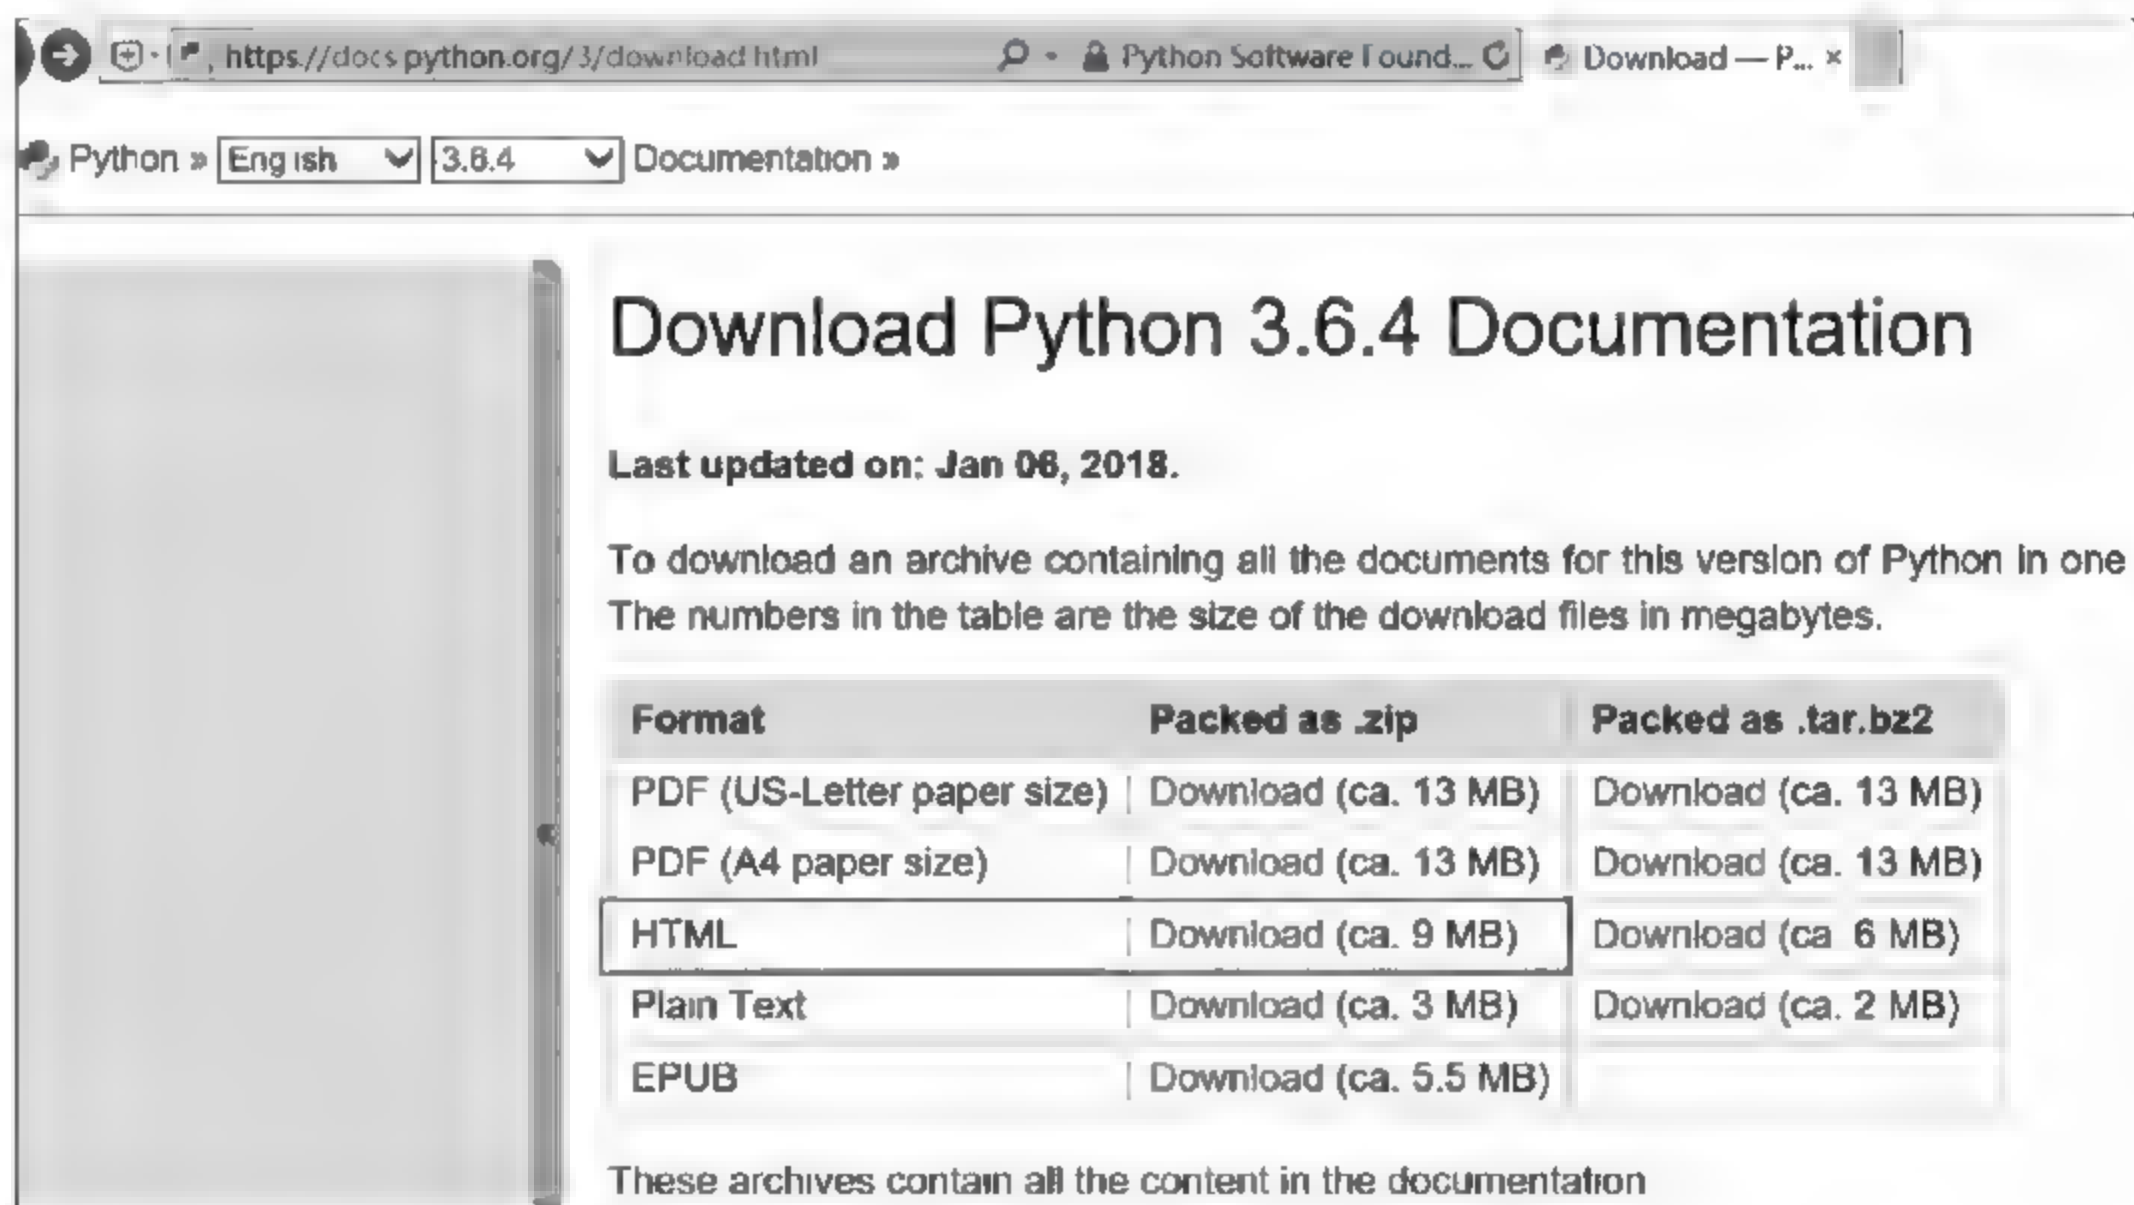 https://docs.python.org/3/download.html Python Software Found... Download — P... ×
Python » English 3.6.4 Documentation »
Download Python 3.6.4 Documentation
Last updated on: Jan 06, 2018.
To download an archive containing all the documents for this version of Python in one
The numbers in the table are the size of the download files in megabytes.
Format Packed as .zip Packed as .tar.bz2
PDF (US-Letter paper size) Download (ca. 13 MB) Download (ca. 13 MB)
PDF (A4 paper size) Download (ca. 13 MB) Download (ca. 13 MB)
HTML Download (ca. 9 MB) Download (ca. 6 MB)
Plain Text Download (ca. 3 MB) Download (ca. 2 MB)
EPUB Download (ca. 5.5 MB)
These archives contain all the content in the documentation